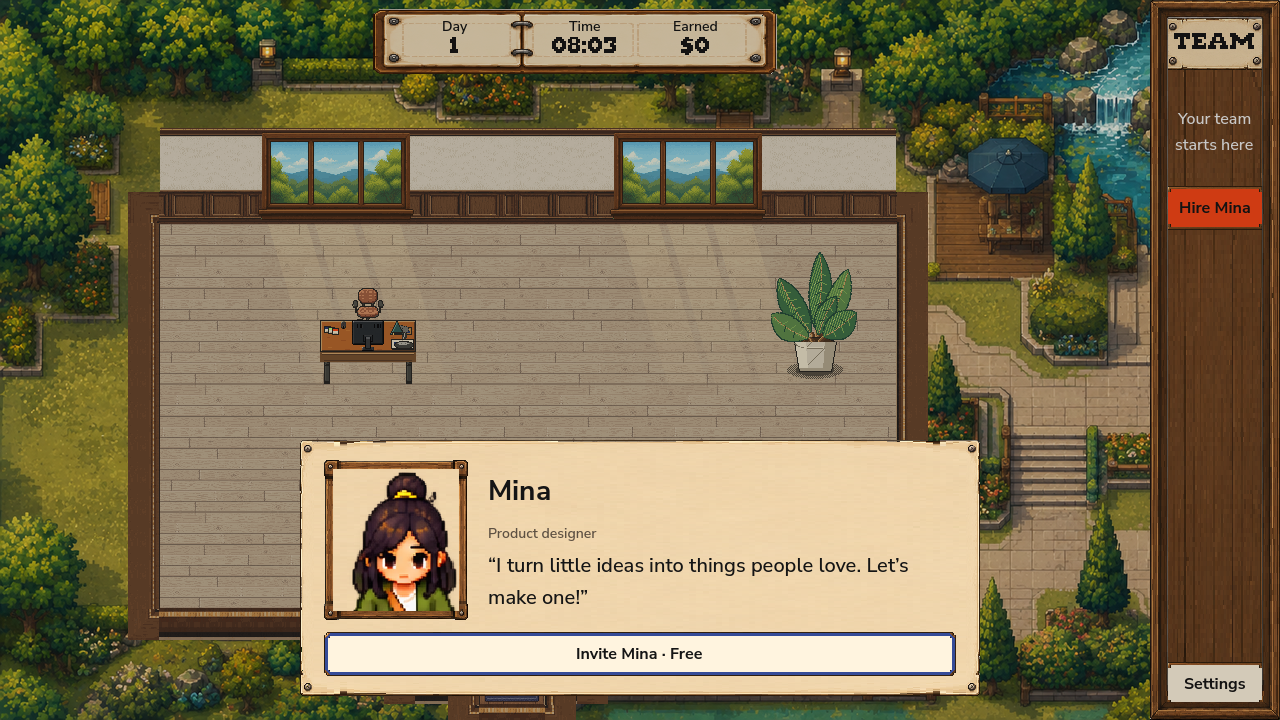 Day
1
Time
08:03
Earned
$0
TEAM
Your team
starts here
Hire Mina
Mina
Product designer
“I turn little ideas into things people love. Let’s
make one!”
Invite Mina · Free
Settings